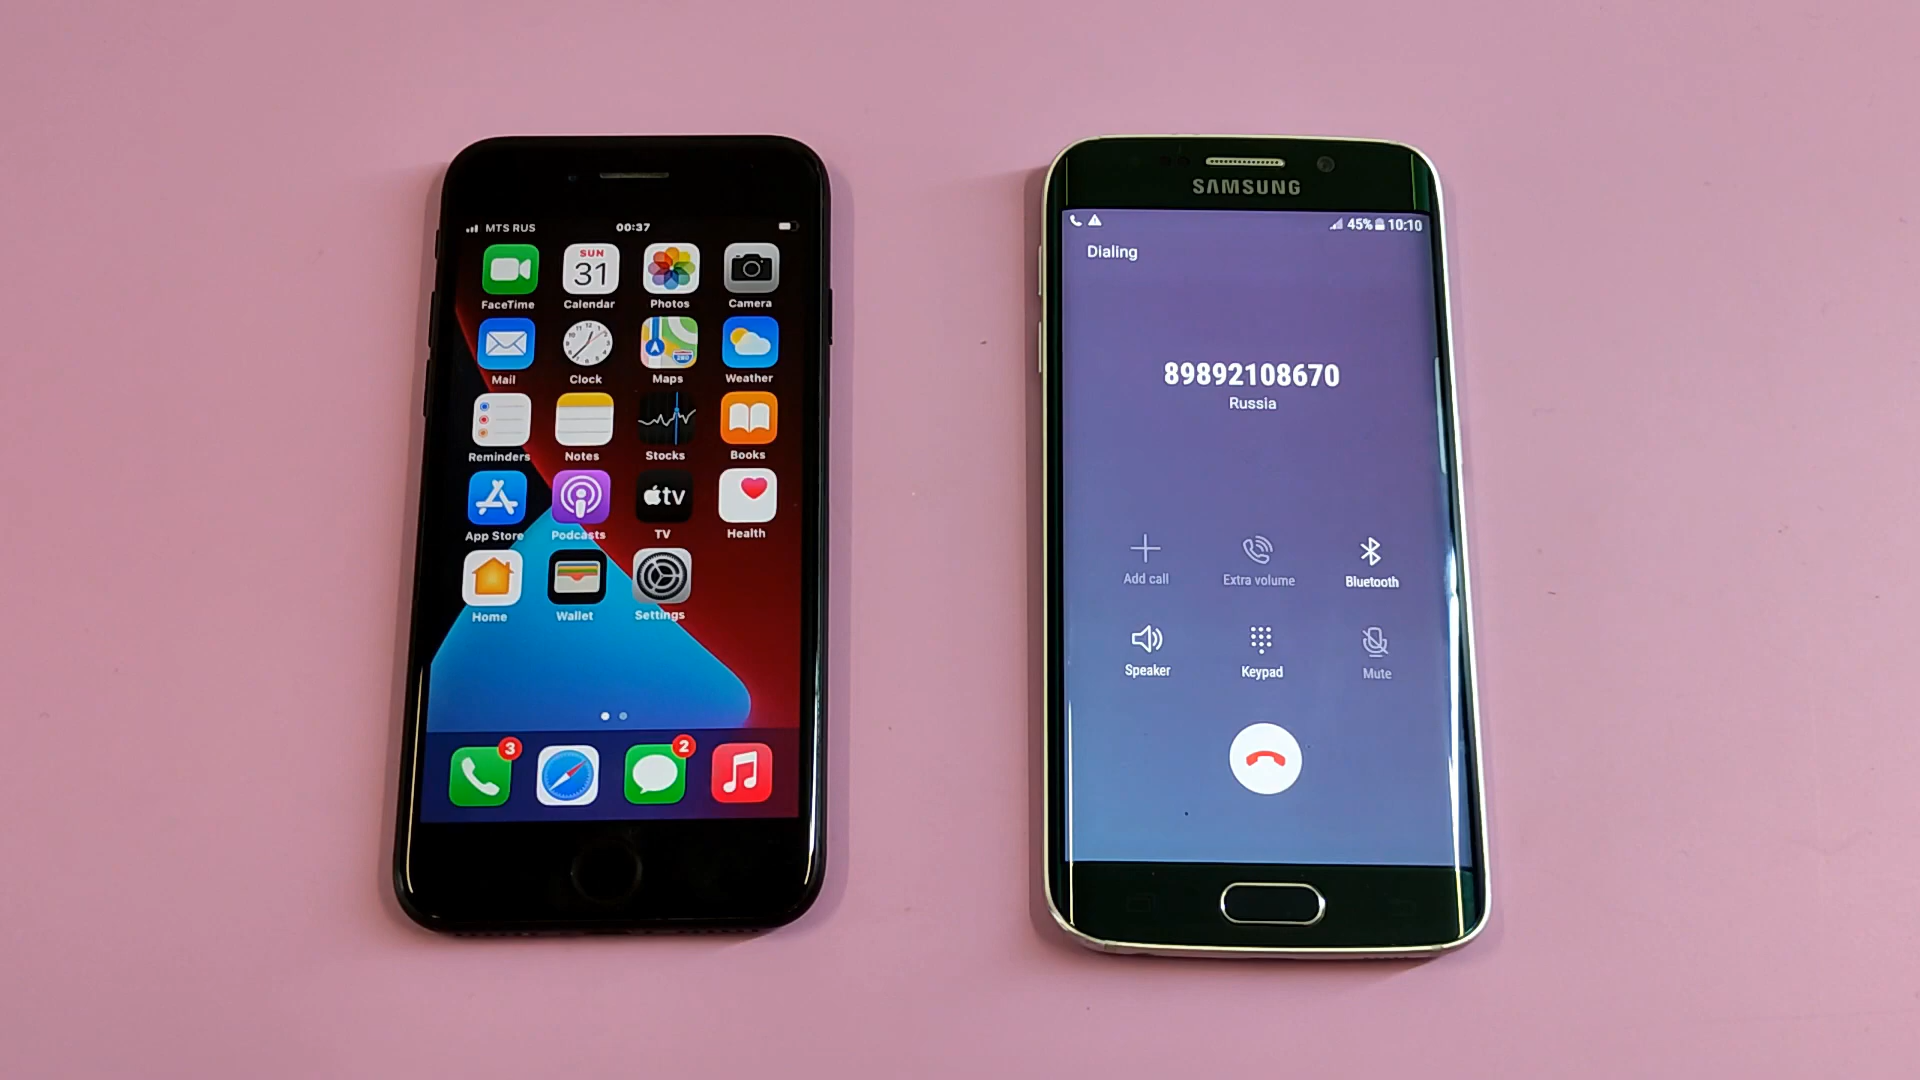 MTS RUS 00:37
SUN
31
FaceTime Calendar Photos Camera
Mail Clock Maps Weather
Reminders Notes Stocks Books
tv
App Store Podcasts TV Health
Home Wallet Settings
3 2
SAMSUNG
45% 10:10
Dialing
89892108670
Russia
Add call Extra volume Bluetooth
Speaker Keypad Mute